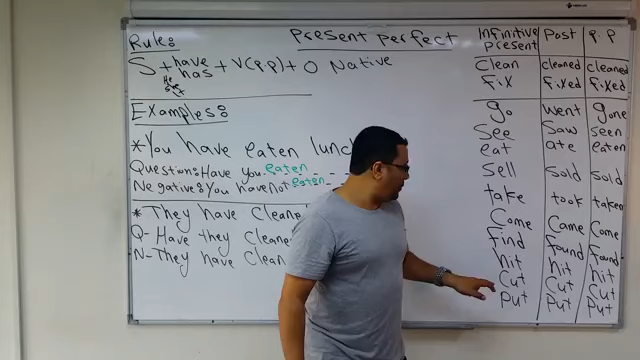 Rule:
Present perfect
S + have + V(P.P) + O Native
has
He
She
it
Examples:
*You have eaten lunch
Question: Have you eaten
Negative: You have not eaten
*They have Cleaned
Q- Have they Cleaned
N- They have Clean
Infinitive Past P.P
present
Clean cleaned cleaned
fix fixed fixed
go went gone
See Saw seen
eat ate eaten
Sell Sold sold
take took taken
Come Came Come
find found found
hit hit hit
Cut Cut Cut
Put Put Put